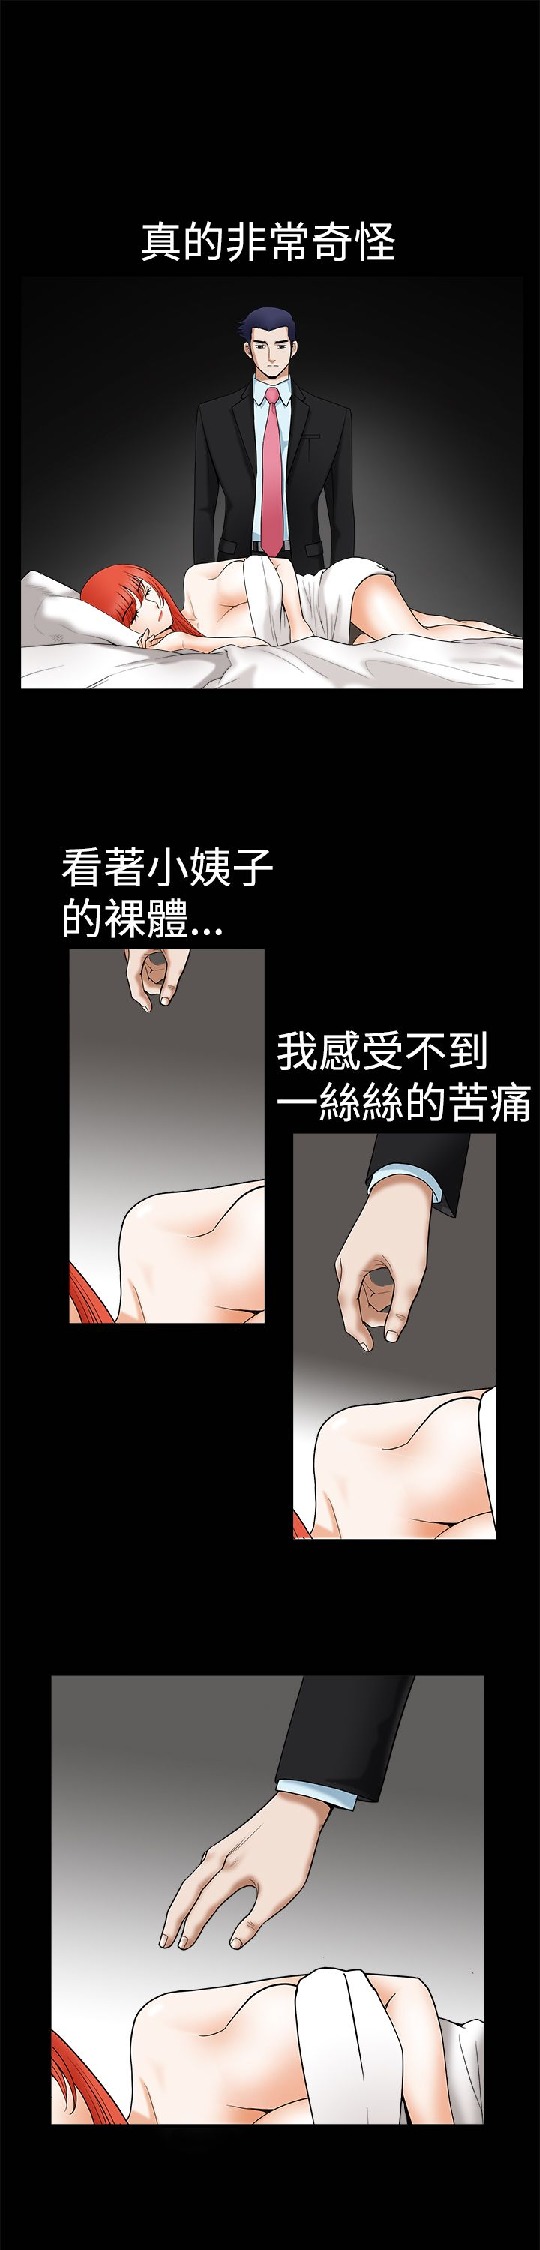 真的非常奇怪
看著小姨子
的裸體...
我感受不到
一絲絲的苦痛